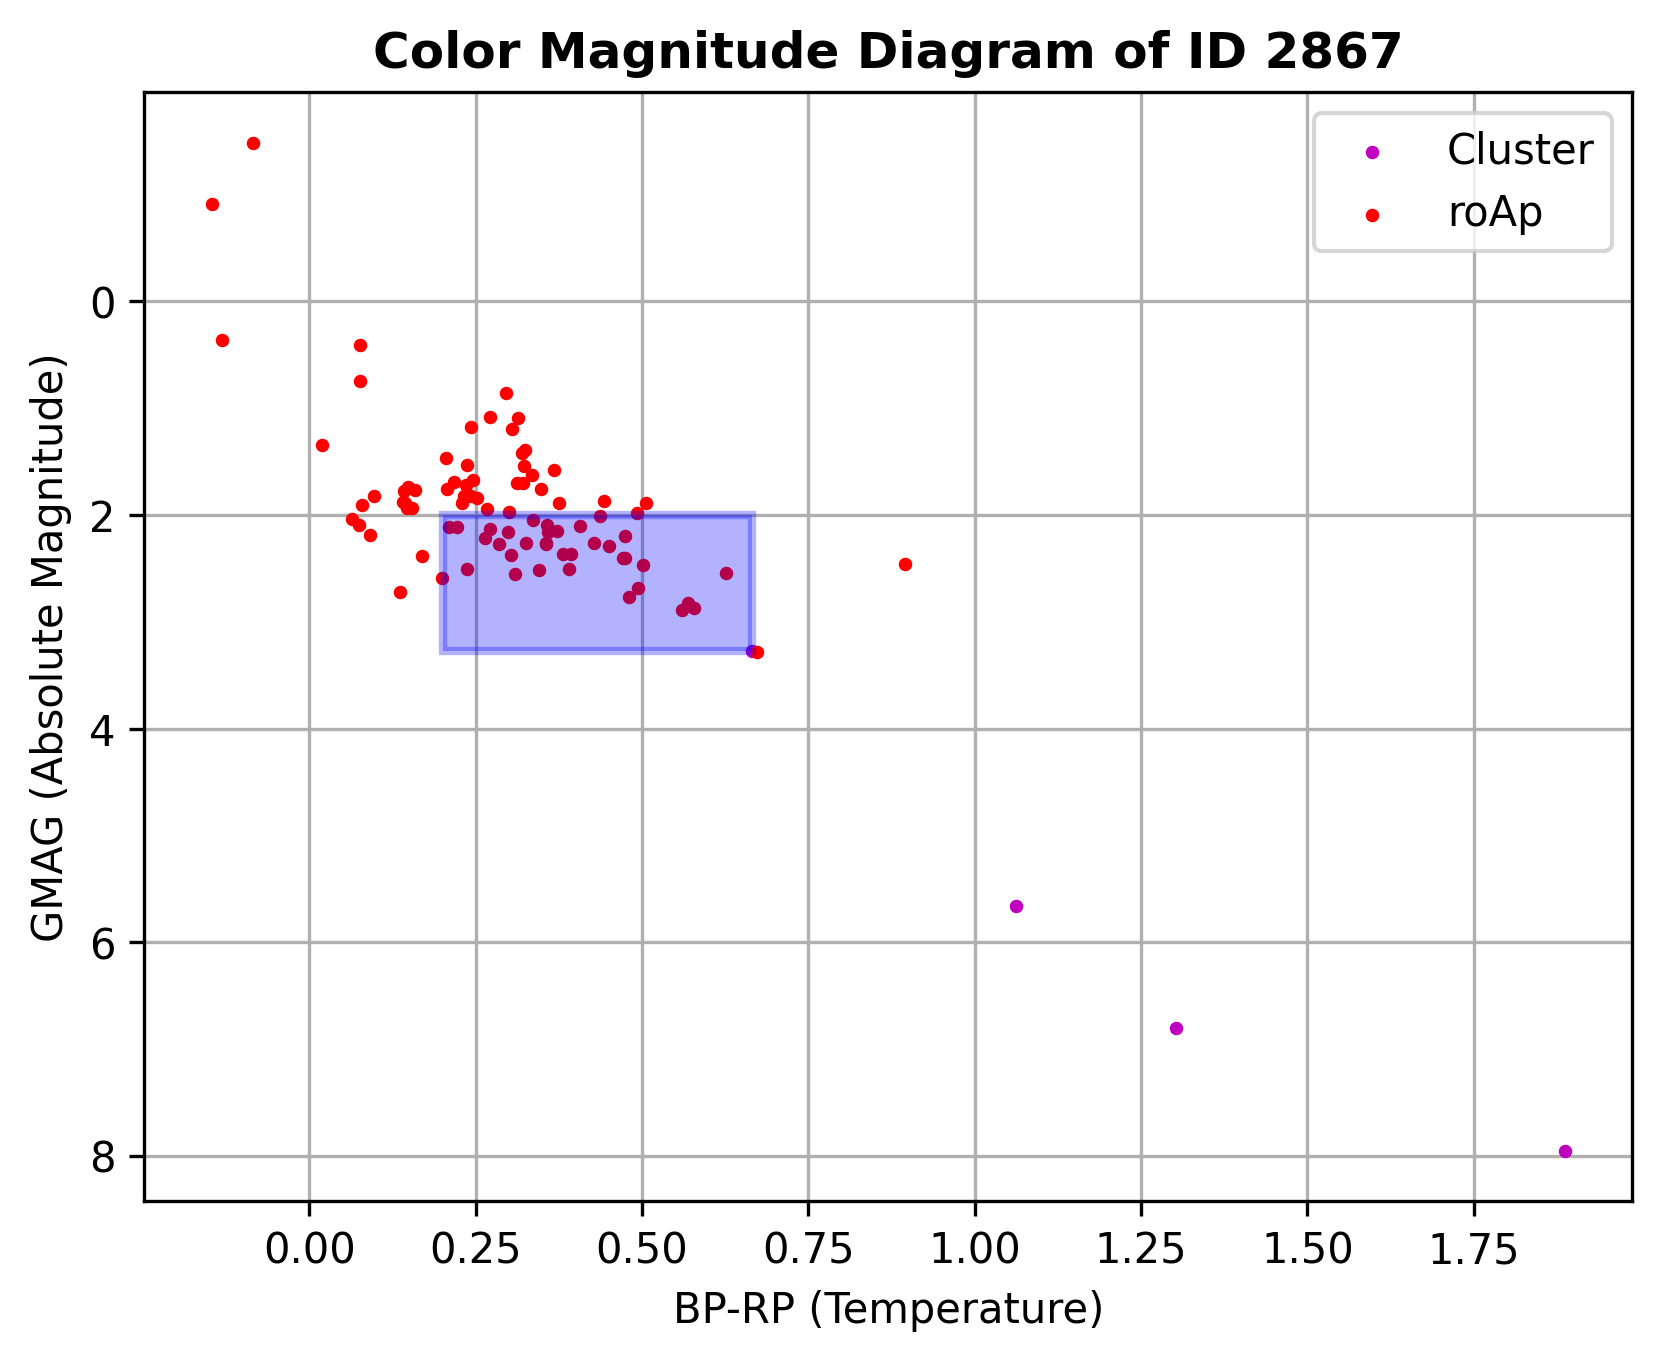 Color Magnitude Diagram of ID 2867
Cluster
roAp
GMAG (Absolute Magnitude)
0
2
4
6
8
0.00 0.25 0.50 0.75 1.00 1.25 1.50 1.75
BP-RP (Temperature)